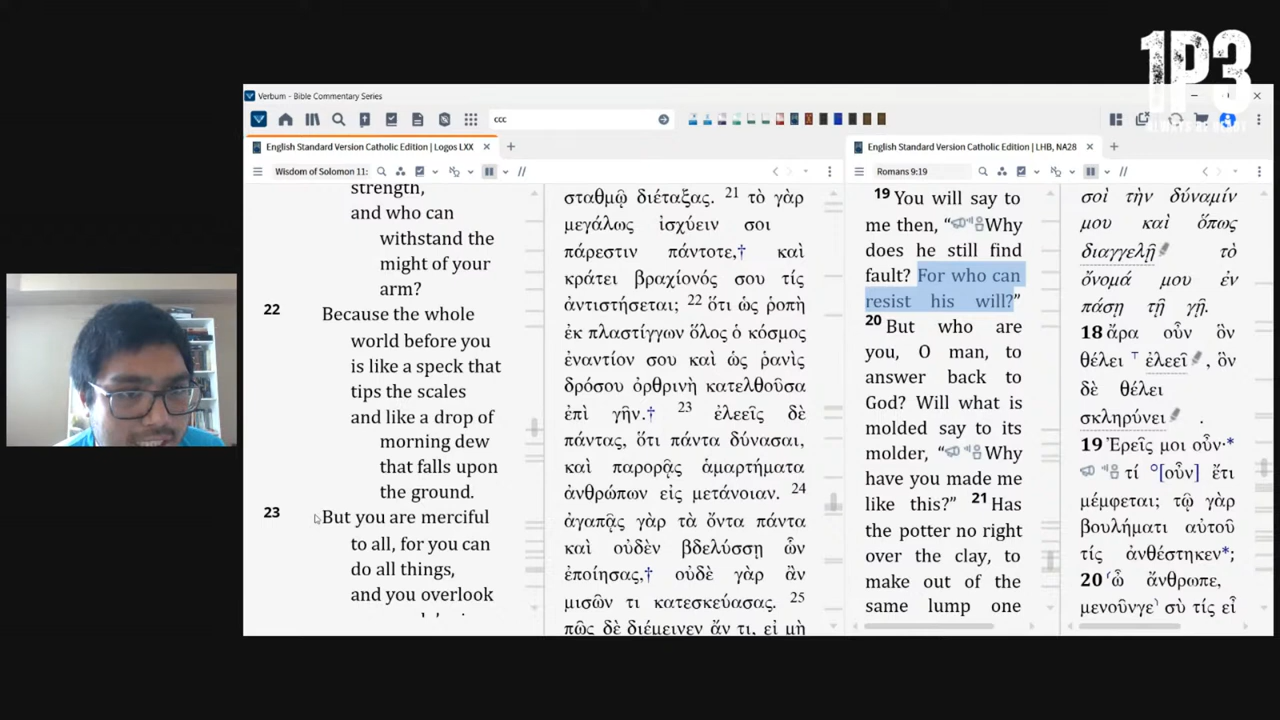 1P3
Verbum - Bible Commentary Series
ccc
English Standard Version Catholic Edition | Logos LXX
English Standard Version Catholic Edition | LHB, NA28
Wisdom of Solomon 11:
Romans 9:19
strength,
and who can
withstand the
might of your
arm?
22 Because the whole
world before you
is like a speck that
tips the scales
and like a drop of
morning dew
that falls upon
the ground.
23 But you are merciful
to all, for you can
do all things,
and you overlook
σταθμῷ διέταξας. 21 τὸ γὰρ
μεγάλως ἰσχύειν σοι
πάρεστιν πάντοτε,† καὶ
κράτει βραχίονός σου τίς
ἀντιστήσεται; 22 ὅτι ὡς ῥοπὴ
ἐκ πλαστίγγων ὅλος ὁ κόσμος
ἐναντίον σου καὶ ὡς ῥανὶς
δρόσου ὀρθρινὴ κατελθοῦσα
ἐπὶ γῆν.† 23 ἐλεεῖς δὲ
πάντας, ὅτι πάντα δύνασαι,
καὶ παρορᾷς ἁμαρτήματα
ἀνθρώπων εἰς μετάνοιαν. 24
ἀγαπᾷς γὰρ τὰ ὄντα πάντα
καὶ οὐδὲν βδελύσσῃ ὧν
ἐποίησας,† οὐδὲ γὰρ ἂν
μισῶν τι κατεσκεύασας. 25
πῶς δὲ διέμεινεν ἄν τι, εἰ μὴ
19 You will say to
me then, “Why
does he still find
fault? For who can
resist his will?”
20 But who are
you, O man, to
answer back to
God? Will what is
molded say to its
molder, “Why
have you made me
like this?” 21 Has
the potter no right
over the clay, to
make out of the
same lump one
σοὶ τὴν δύναμίν
μου καὶ ὅπως
διαγγελῇ τὸ
ὄνομά μου ἐν
πάσῃ τῇ γῇ.
18 ἄρα οὖν ὃν
θέλει ⸆ ἐλεεῖ, ὃν
δὲ θέλει
σκληρύνει.
19 Ἐρεῖς μοι οὖν·*
τί °[οὖν] ἔτι
μέμφεται; τῷ γὰρ
βουλήματι αὐτοῦ
τίς ἀνθέστηκεν*;
20 ⸂ὦ ἄνθρωπε,
μενοῦνγε⸃ σὺ τίς εἶ